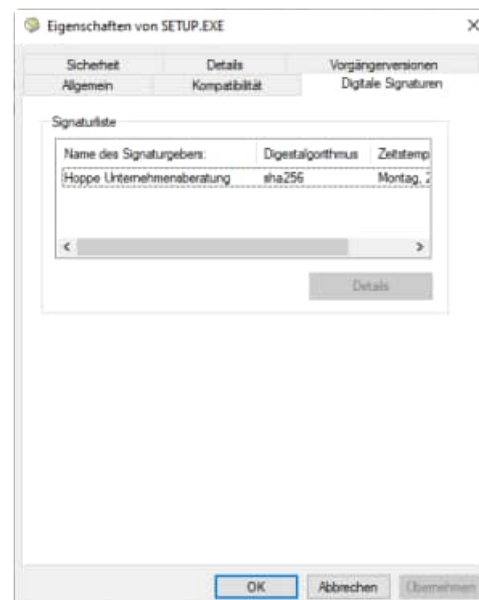 Eigenschaften von SETUP.EXE
Sicherheit Details Vorgängerversionen
Allgemein Kompatibilität Digitale Signaturen
Signaturliste
Name des Signaturgebers: Digestalgorithmus Zeitstemp
Hoppe Unternehmensberatung sha256 Montag, 2
Details
OK Abbrechen Übernehmen